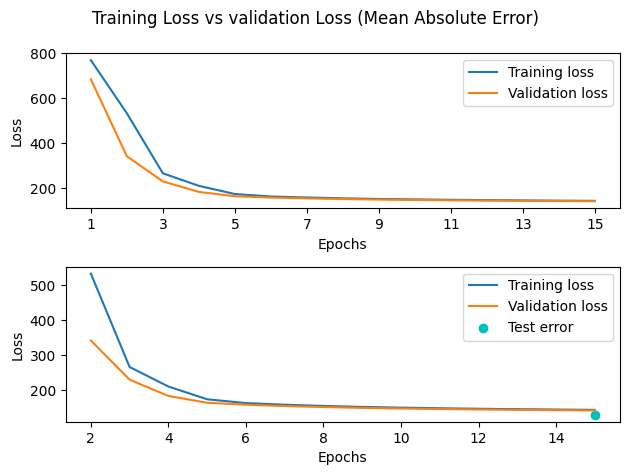 Training Loss vs validation Loss (Mean Absolute Error)
800
600
400
200
Loss
Training loss
Validation loss
1 3 5 7 9 11 13 15
Epochs
500
400
300
200
Loss
Training loss
Validation loss
Test error
2 4 6 8 10 12 14
Epochs